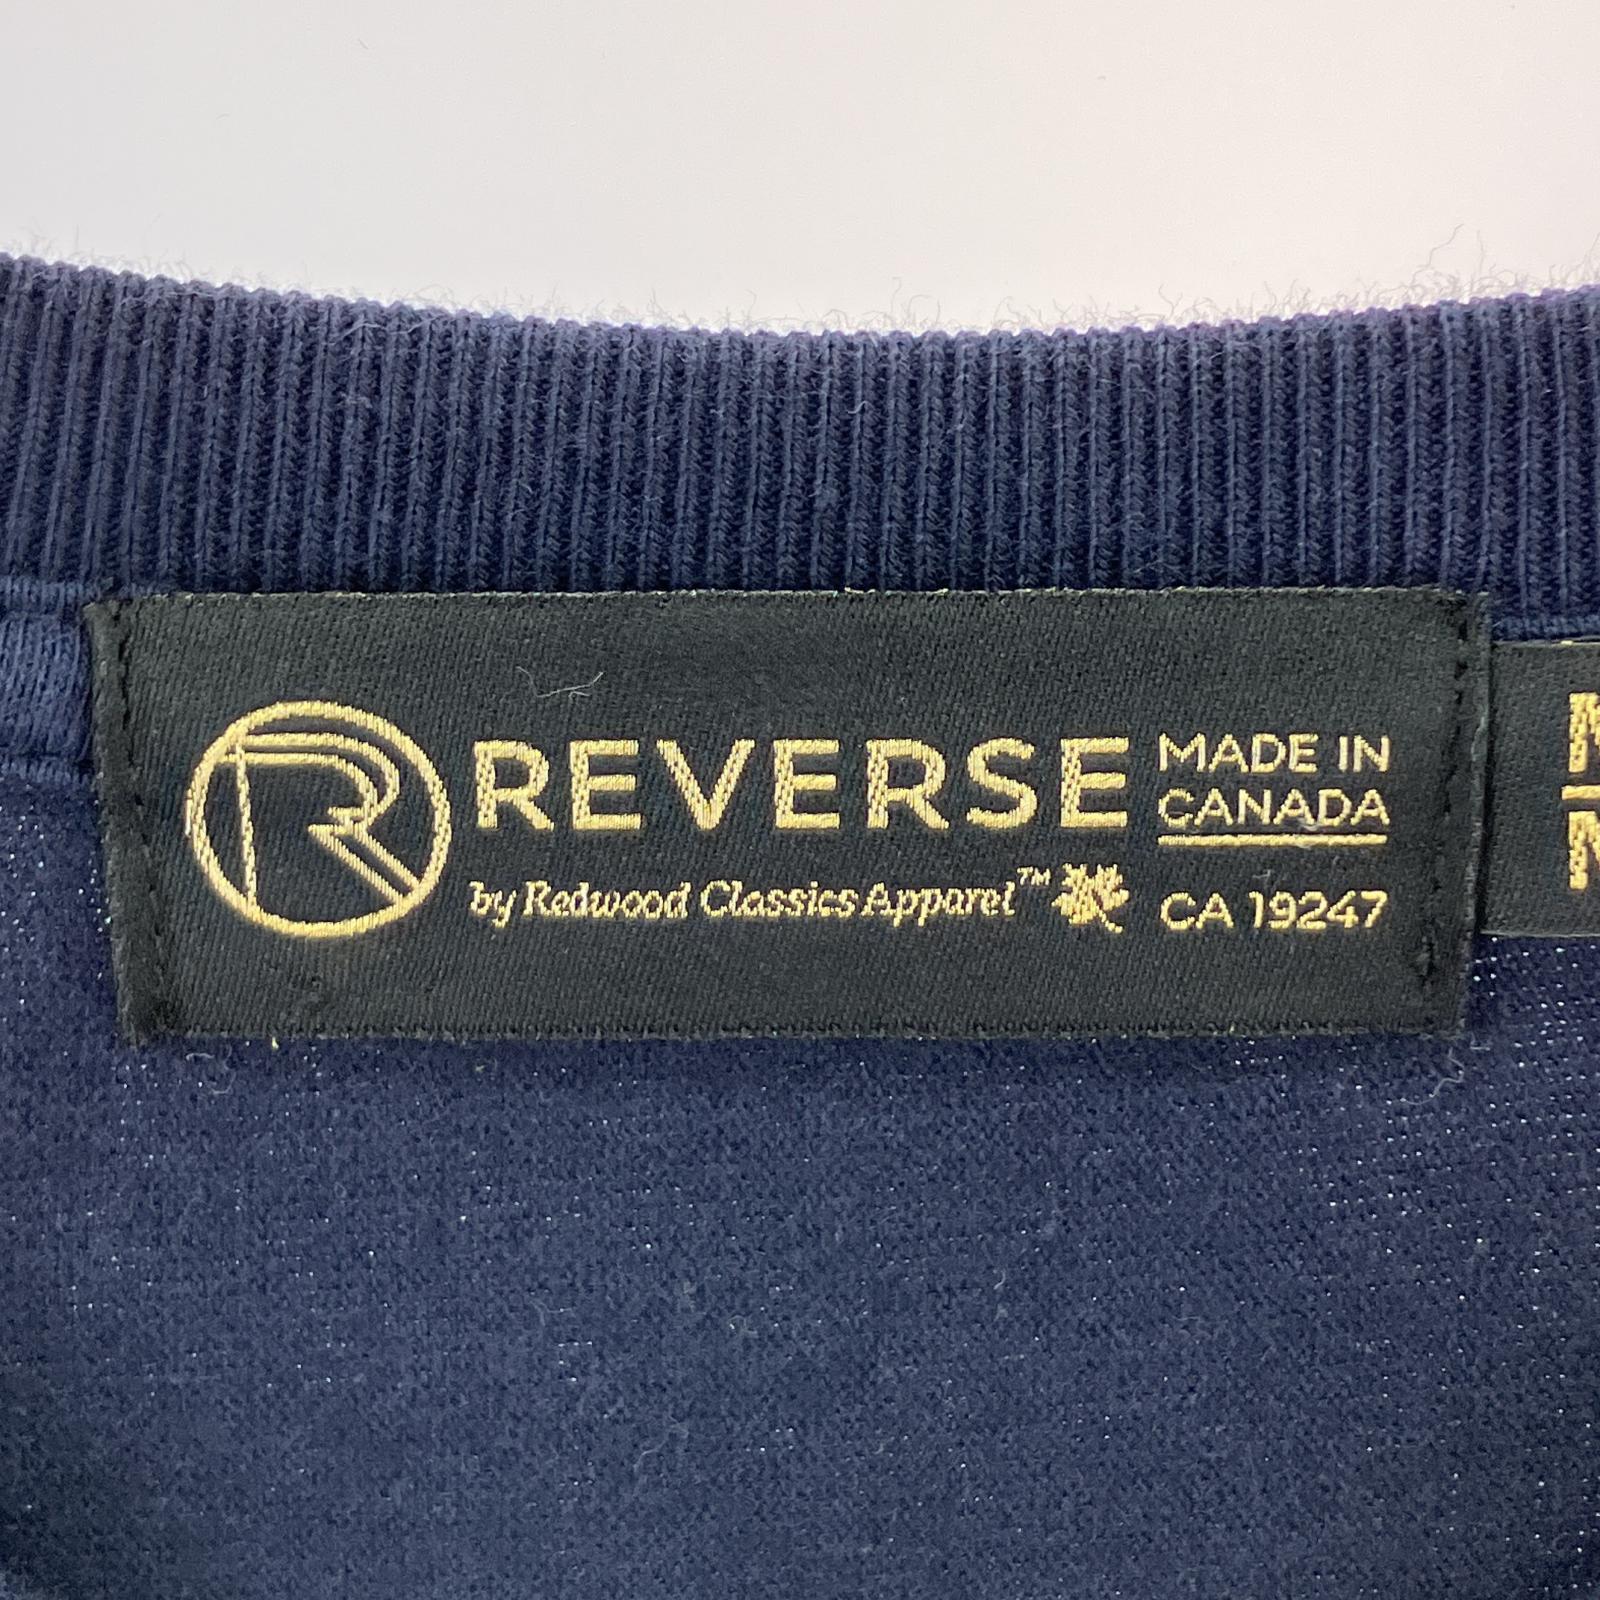 REVERSE
by Redwood Classics Apparel™
MADE IN
CANADA
CA 19247